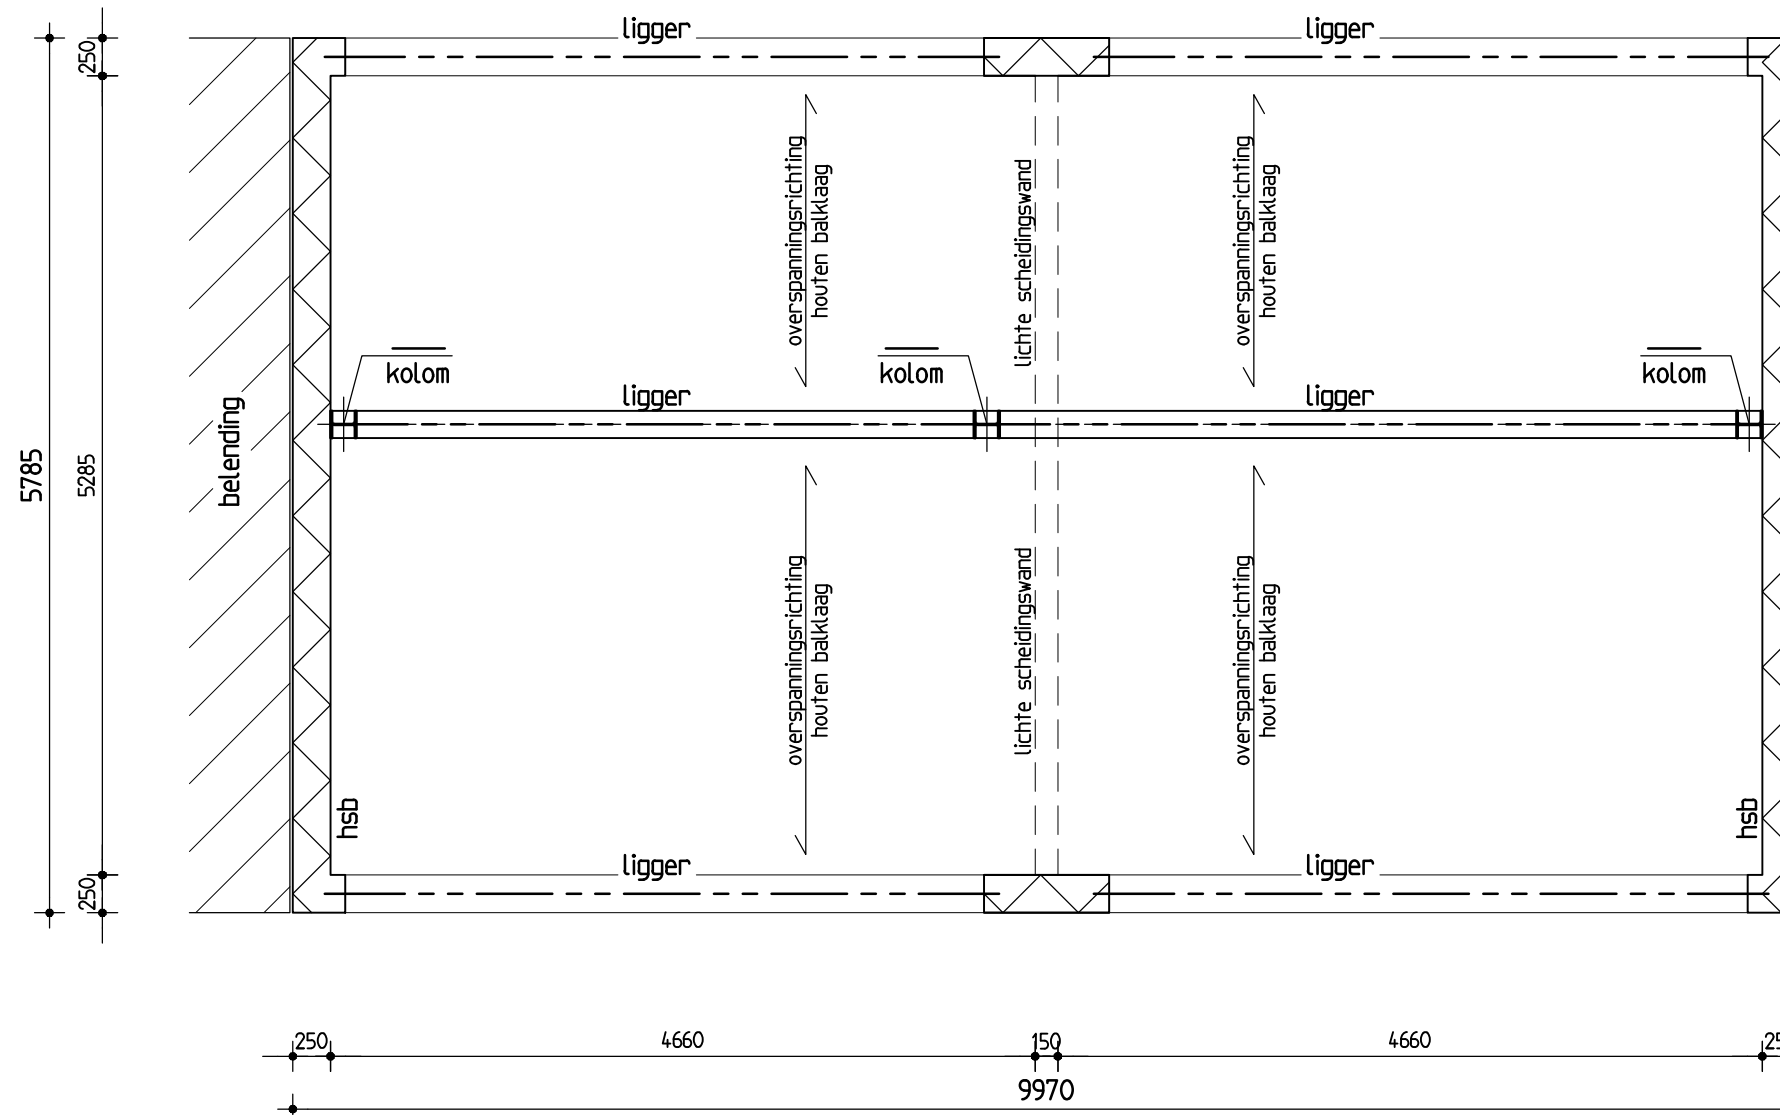 ligger
ligger
250
overspanningsrichting
houten balklaag
lichte scheidingswand
overspanningsrichting
houten balklaag
kolom
kolom
kolom
ligger
ligger
belending
5785
5285
overspanningsrichting
houten balklaag
lichte scheidingswand
overspanningsrichting
houten balklaag
hsb
hsb
ligger
ligger
250
250
4660
150
4660
25
9970